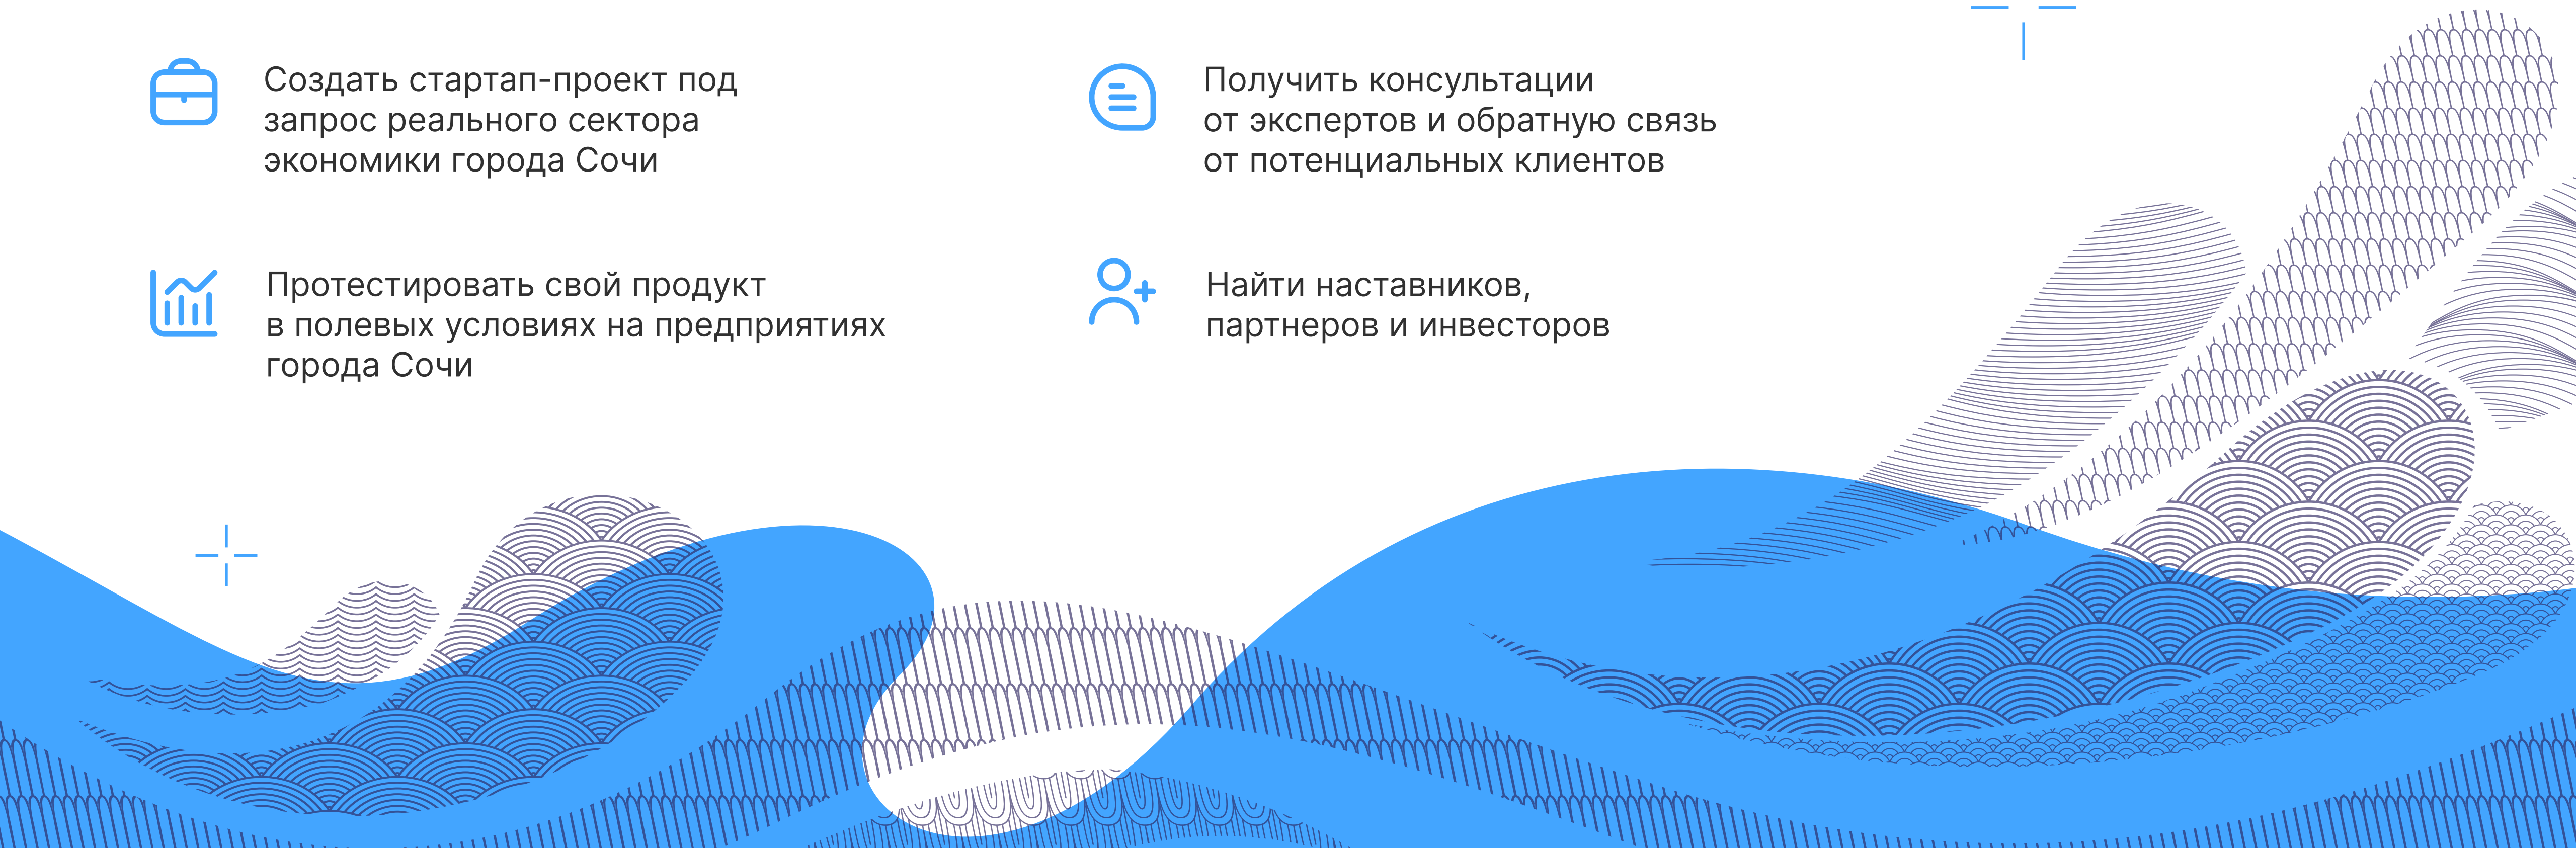 Создать стартап-проект под
запрос реального сектора
экономики города Сочи
Получить консультации
от экспертов и обратную связь
от потенциальных клиентов
Протестировать свой продукт
в полевых условиях на предприятиях
города Сочи
Найти наставников,
партнеров и инвесторов